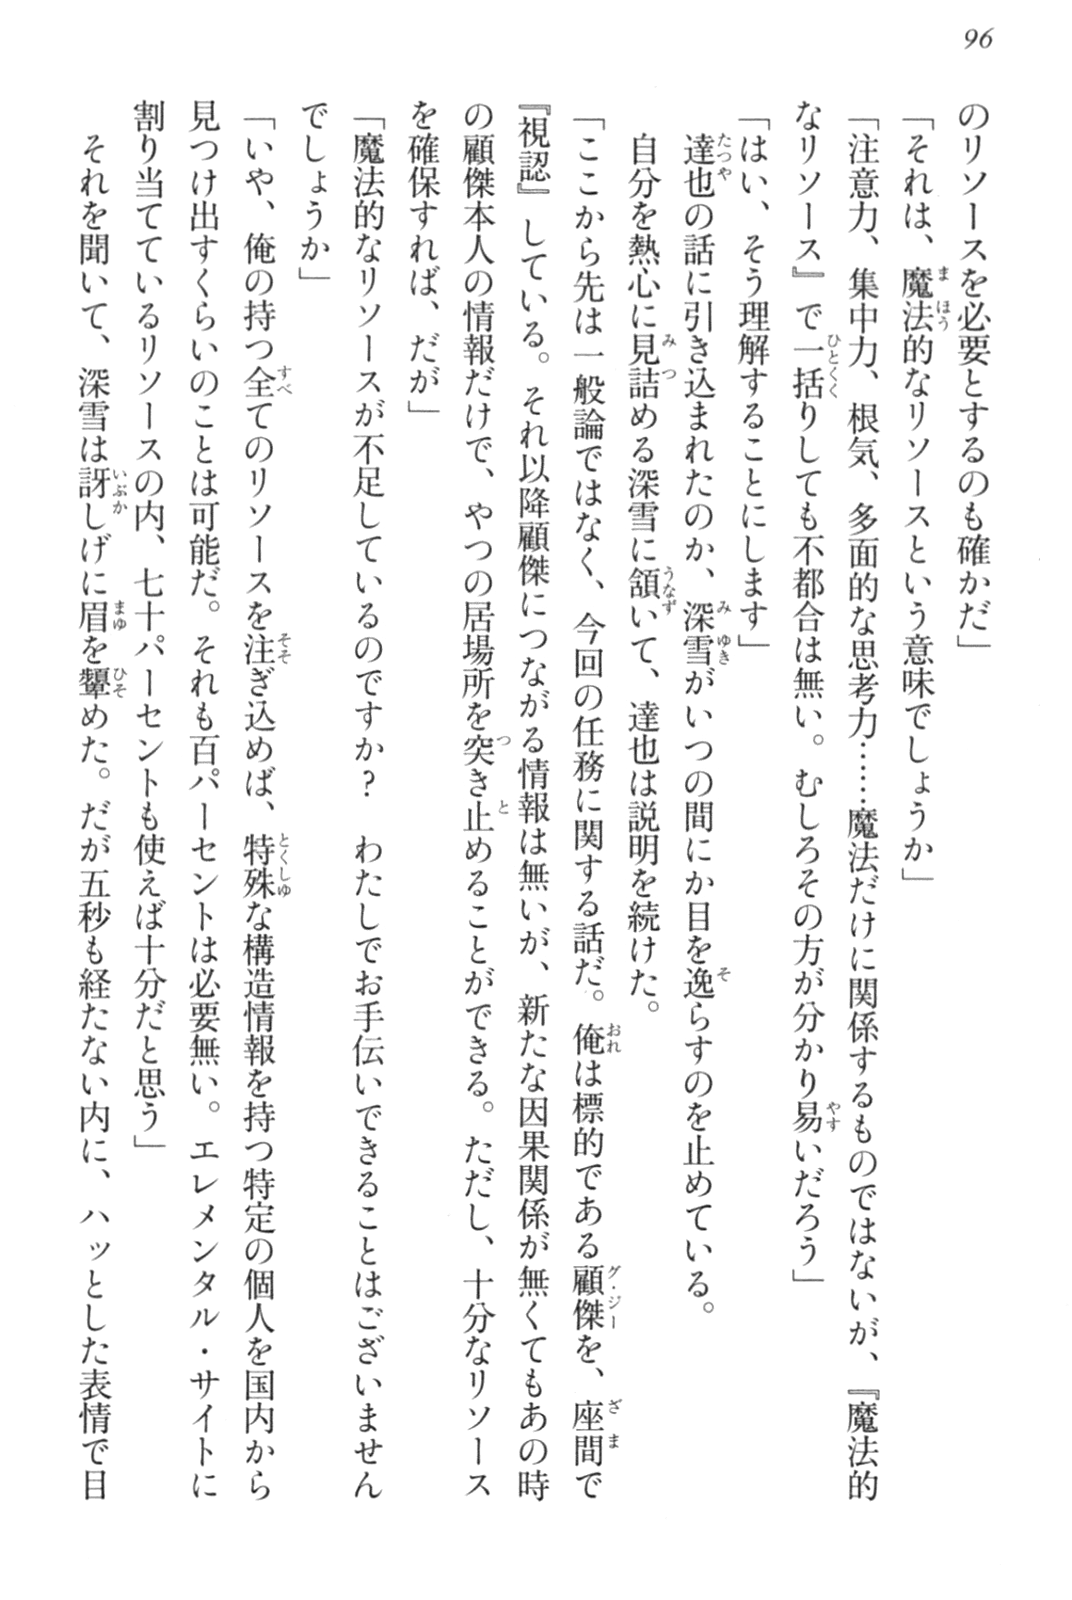 96
のリソースを必要とするのも確かだ」
「それは、魔法的なリソースという意味でしょうか」
「注意力、集中力、根気、多面的な思考力……魔法だけに関係するものではないが、『魔法的
なリソース』で一括りしても不都合は無い。むしろその方が分かり易いだろう」
「はい、そう理解することにします」
達也の話に引き込まれたのか、深雪がいつの間にか目を逸らすのを止めている。
自分を熱心に見詰める深雪に頷いて、達也は説明を続けた。
「ここから先は一般論ではなく、今回の任務に関する話だ。俺は標的である顧傑を、座間で
『視認』している。それ以降顧傑につながる情報は無いが、新たな因果関係が無くてもあの時
の顧傑本人の情報だけで、やつの居場所を突き止めることができる。ただし、十分なリソース
を確保すれば、だが」
「魔法的なリソースが不足しているのですか？　わたしでお手伝いできることはございません
でしょうか」
「いや、俺の持つ全てのリソースを注ぎ込めば、特殊な構造情報を持つ特定の個人を国内から
見つけ出すくらいのことは可能だ。それも百パーセントは必要無い。エレメンタル・サイトに
割り当てているリソースの内、七十パーセントも使えば十分だと思う」
それを聞いて、深雪は訝しげに眉を顰めた。だが五秒も経たない内に、ハッとした表情で目